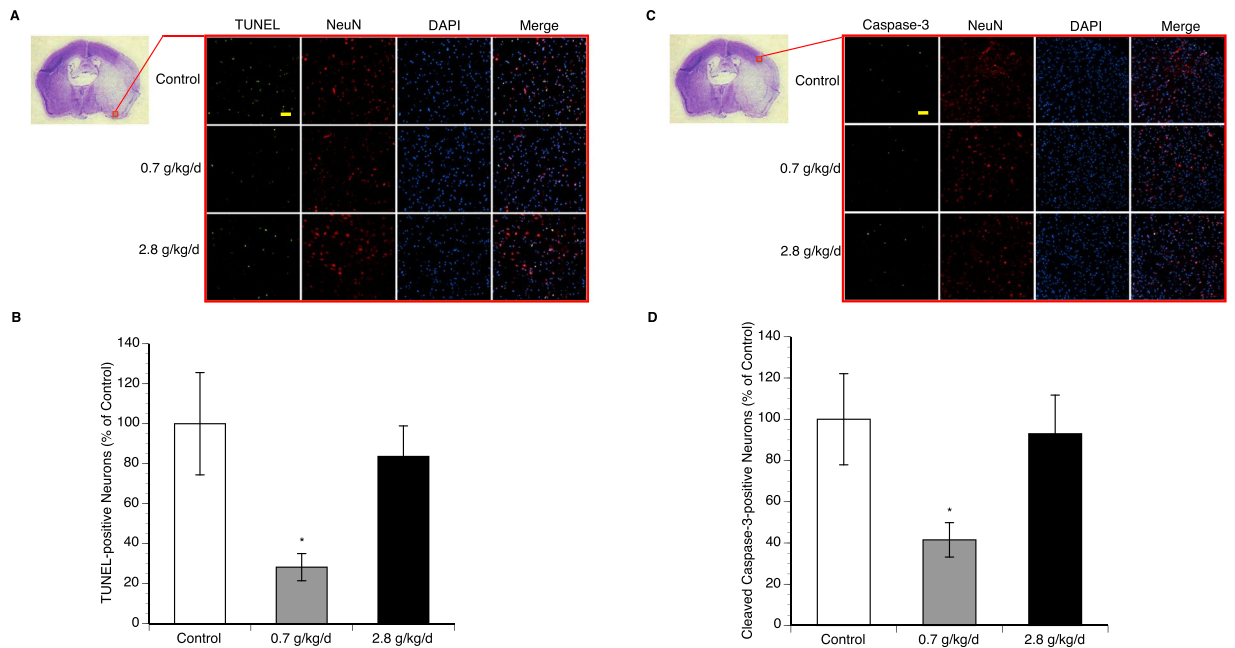 A
TUNEL NeuN DAPI Merge
Control
0.7 g/kg/d
2.8 g/kg/d
C
Caspase-3 NeuN DAPI Merge
Control
0.7 g/kg/d
2.8 g/kg/d
B
TUNEL-positive Neurons (% of Control)
140
120
100
80
60
40
20
0
*
Control 0.7 g/kg/d 2.8 g/kg/d
D
Cleaved Caspase-3-positive Neurons (% of Control)
140
120
100
80
60
40
20
0
*
Control 0.7 g/kg/d 2.8 g/kg/d